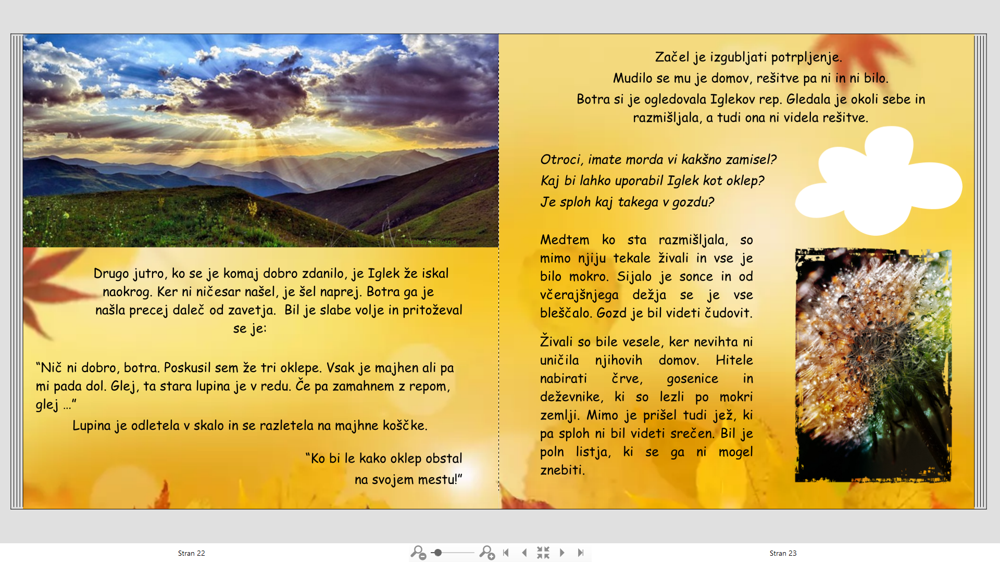 Pixabay, Slovenia
Drugo jutro, ko se je komaj dobro zdanilo, je Iglek že iskal
naokrog. Ker ni ničesar našel, je šel naprej. Botra ga je
našla precej daleč od zavetja.  Bil je slabe volje in pritoževal
se je:
“Nič ni dobro, botra. Poskusil sem že tri oklepe. Vsak je majhen ali pa
mi pada dol. Glej, ta stara lupina je v redu. Če pa zamahnem z repom,
glej …”
Lupina je odletela v skalo in se razletela na majhne koščke.
“Ko bi le kako oklep obstal
na svojem mestu!”
Začel je izgubljati potrpljenje.
Mudilo se mu je domov, rešitve pa ni in ni bilo.
Botra si je ogledovala Iglekov rep. Gledala je okoli sebe in
razmišljala, a tudi ona ni videla rešitve.
Otroci, imate morda vi kakšno zamisel?
Kaj bi lahko uporabil Iglek kot oklep?
Je sploh kaj takega v gozdu?
Medtem ko sta razmišljala, so
mimo njiju tekale živali in vse je
bilo mokro. Sijalo je sonce in od
včerajšnjega dežja se je vse
bleščalo. Gozd je bil videti čudovit.
Živali so bile vesele, ker nevihta ni
uničila njihovih domov. Hitele
nabirati črve, gosenice in
deževnike, ki so lezli po mokri
zemlji. Mimo je prišel tudi jež, ki
pa sploh ni bil videti srečen. Bil je
poln listja, ki se ga ni mogel
znebiti.
Stran 22
Stran 23